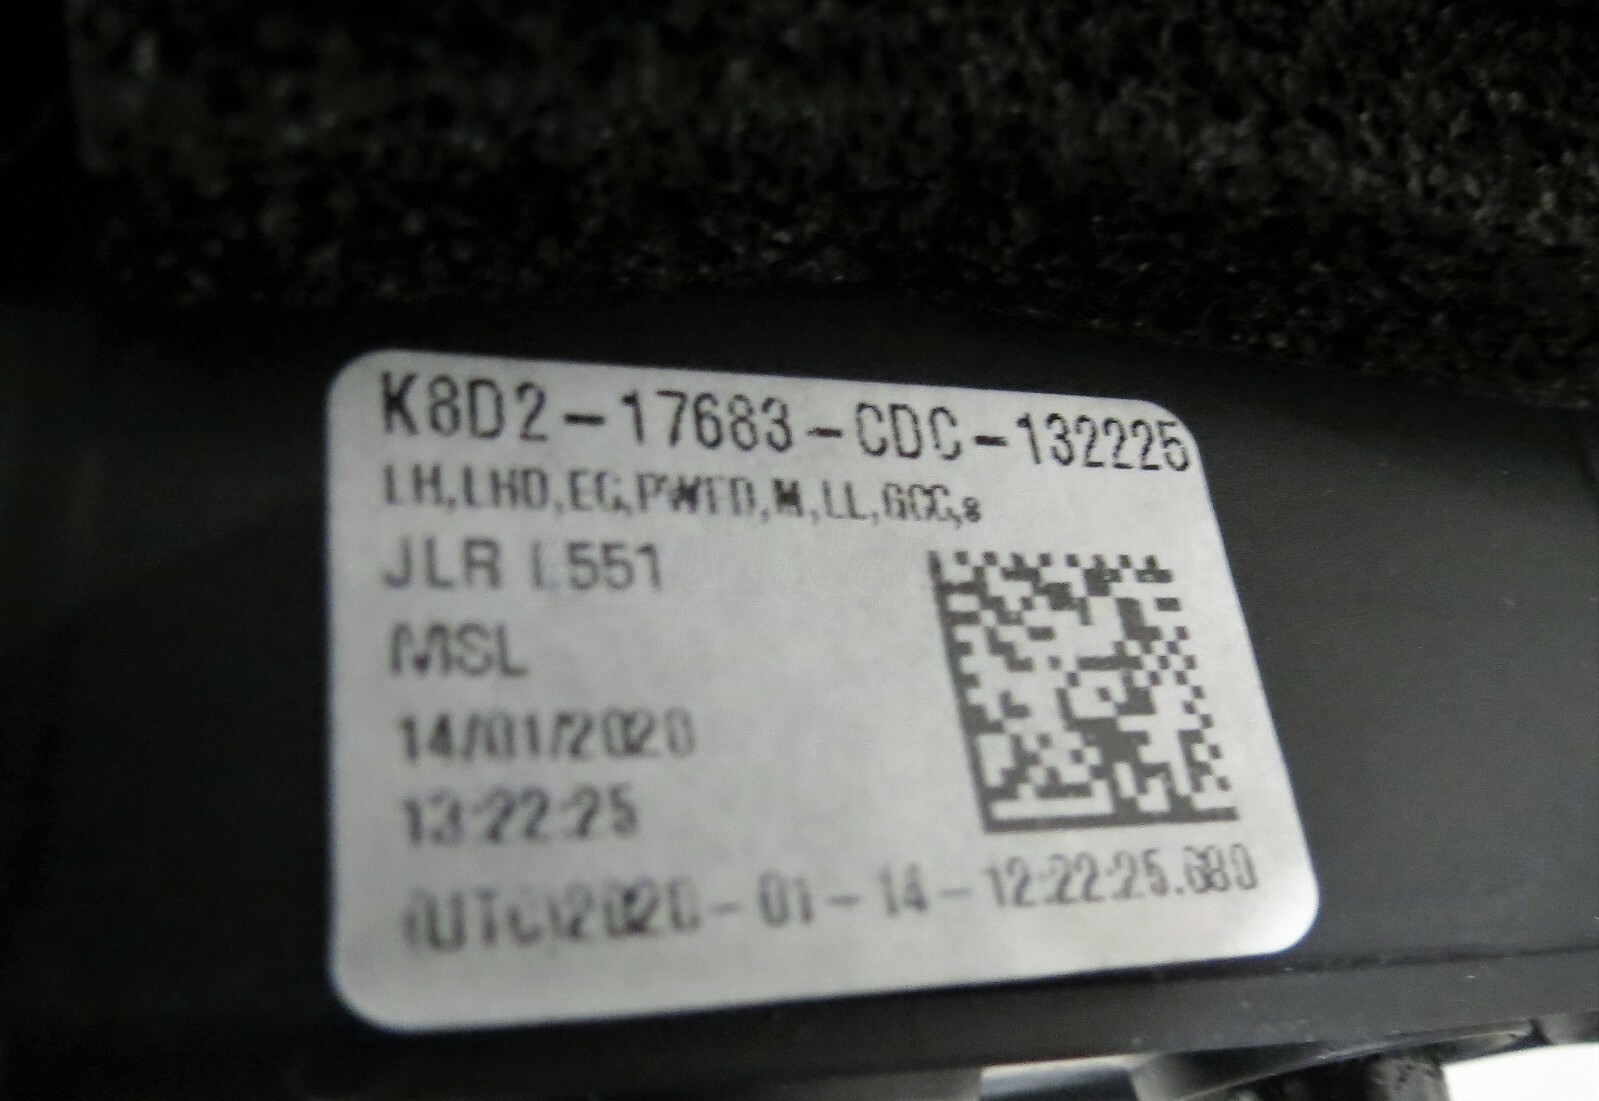 K8D2-17683-CDC-132225
LH,LHD,EC,PWFD,M,LL,GCC,8
JLR L551
MSL
14/01/2020
13:22:25
(UTC)2020-01-14-12:22:25.680